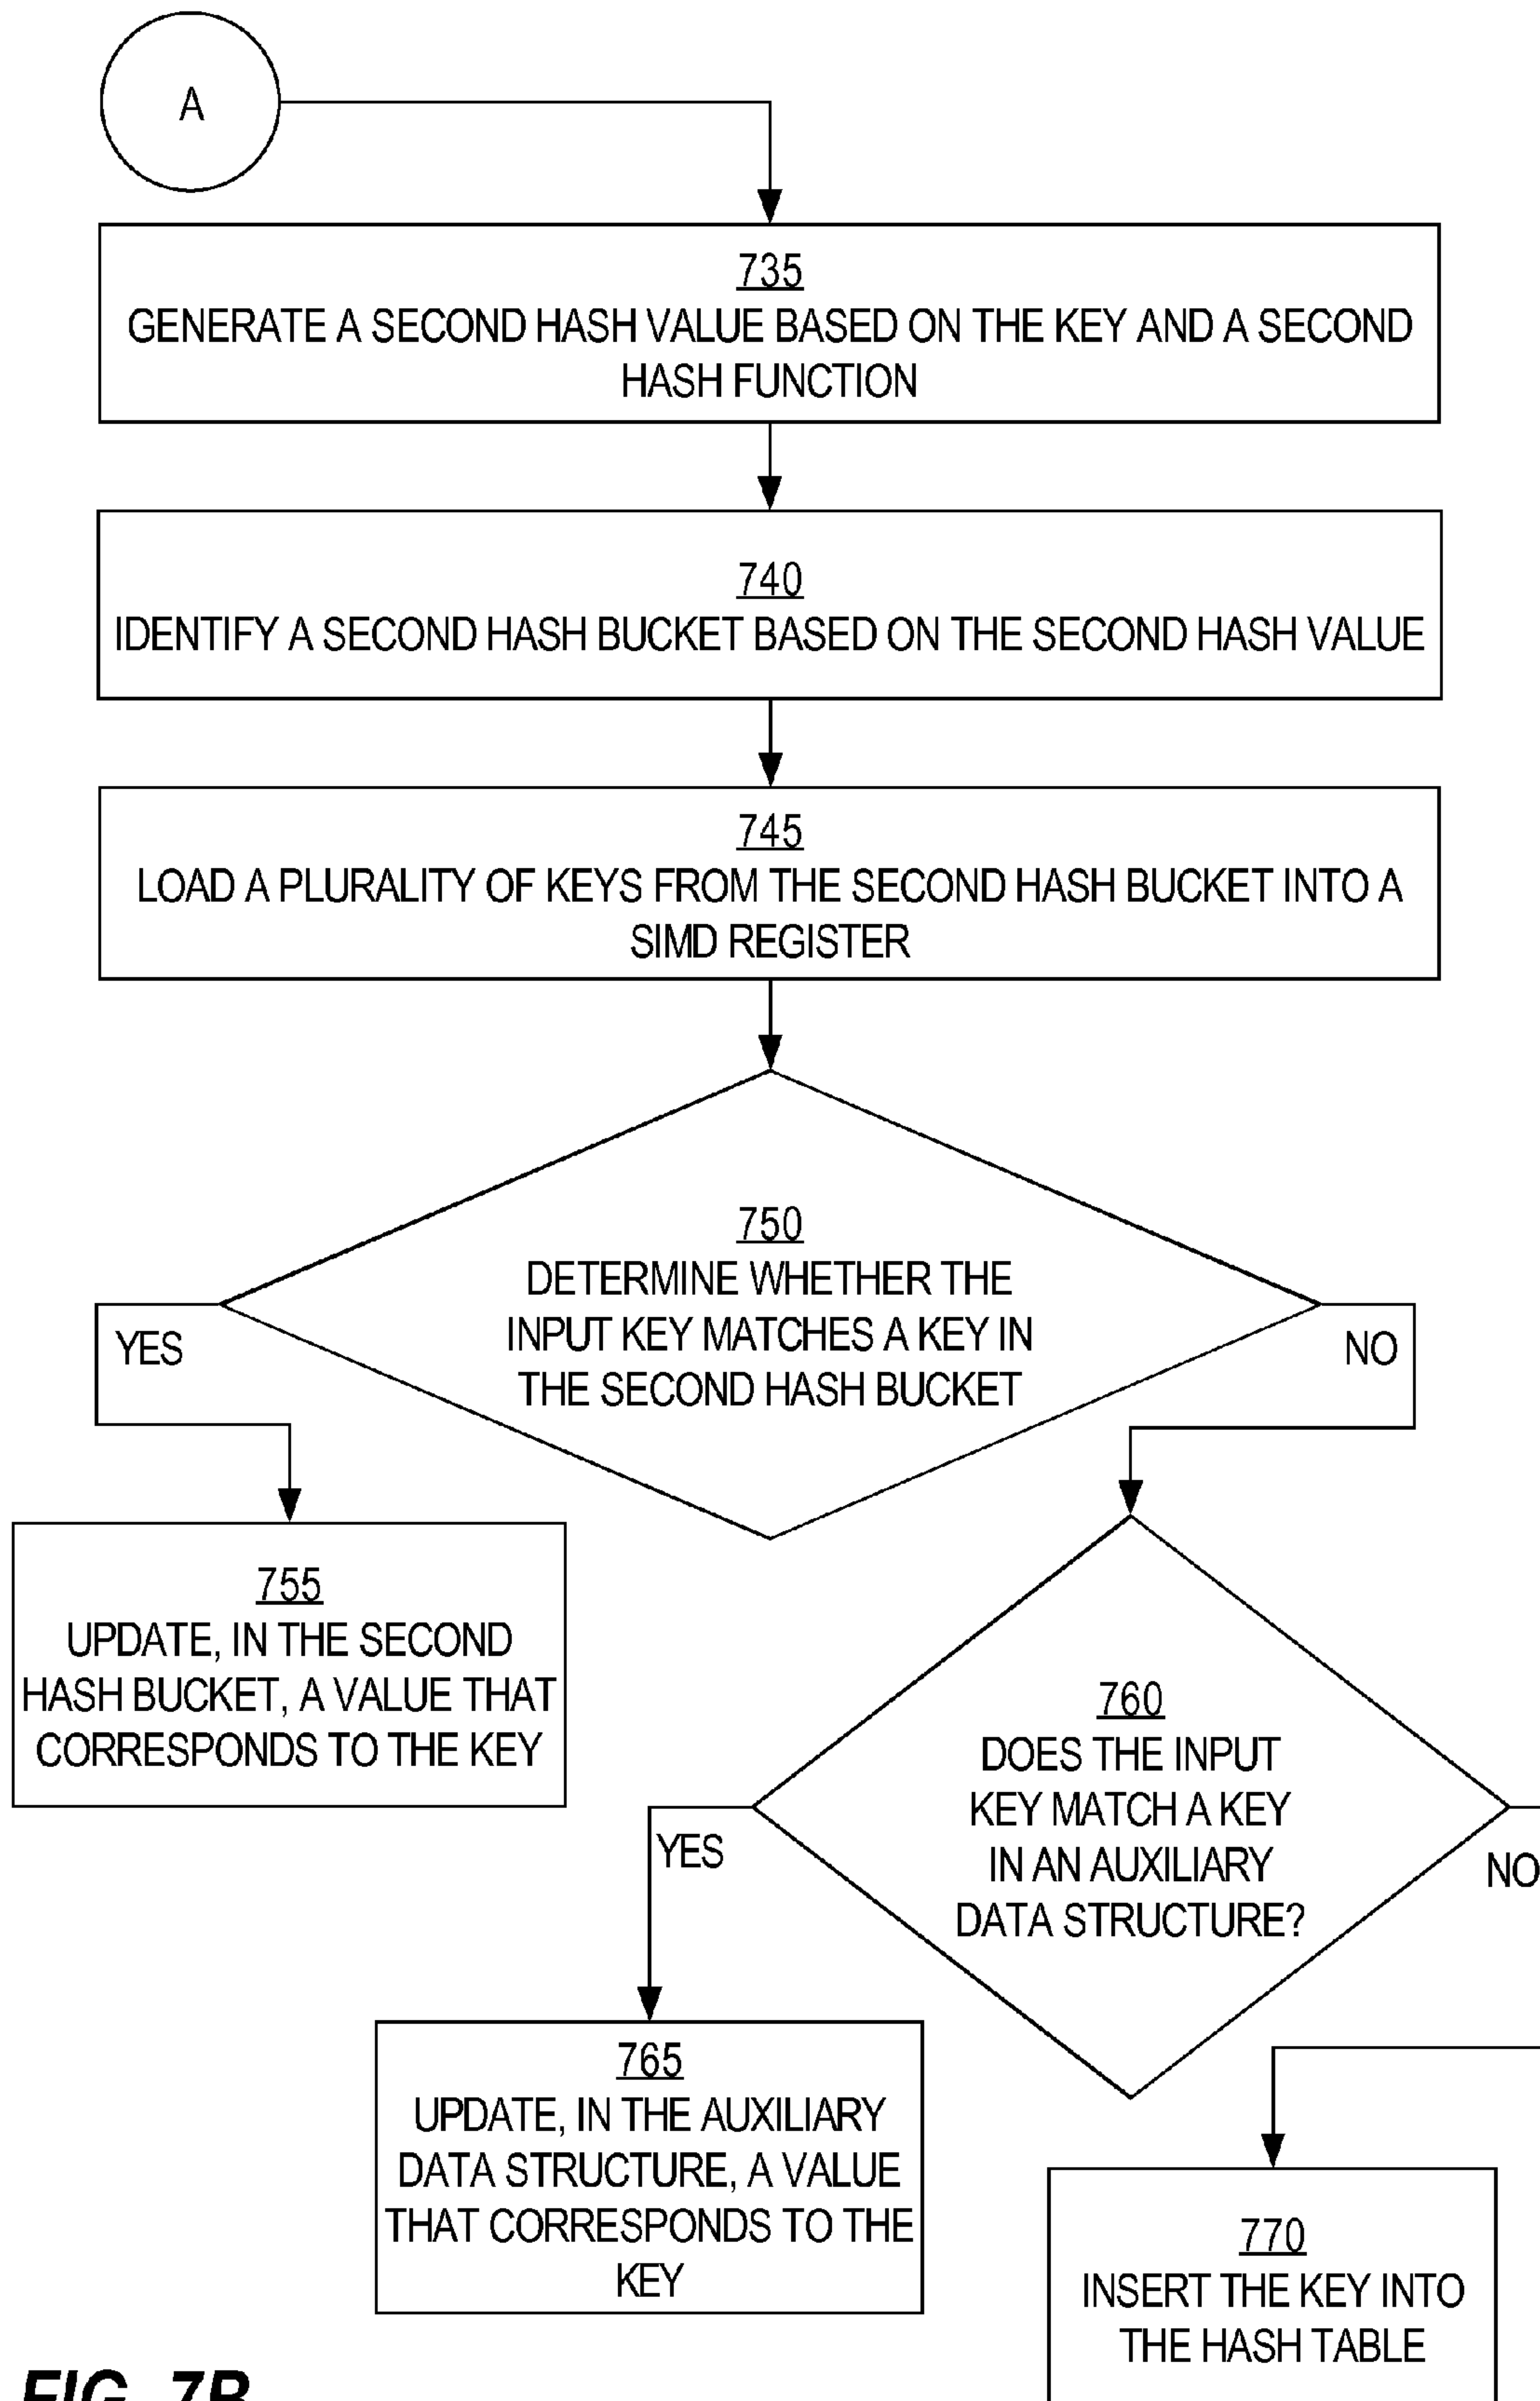 A
735
GENERATE A SECOND HASH VALUE BASED ON THE KEY AND A SECOND
HASH FUNCTION
740
IDENTIFY A SECOND HASH BUCKET BASED ON THE SECOND HASH VALUE
745
LOAD A PLURALITY OF KEYS FROM THE SECOND HASH BUCKET INTO A
SIMD REGISTER
750
DETERMINE WHETHER THE
INPUT KEY MATCHES A KEY IN
THE SECOND HASH BUCKET
YES
NO
755
UPDATE, IN THE SECOND
HASH BUCKET, A VALUE THAT
CORRESPONDS TO THE KEY
760
DOES THE INPUT
KEY MATCH A KEY
IN AN AUXILIARY
DATA STRUCTURE?
YES
NO
765
UPDATE, IN THE AUXILIARY
DATA STRUCTURE, A VALUE
THAT CORRESPONDS TO THE
KEY
770
INSERT THE KEY INTO
THE HASH TABLE
FIG. 7B